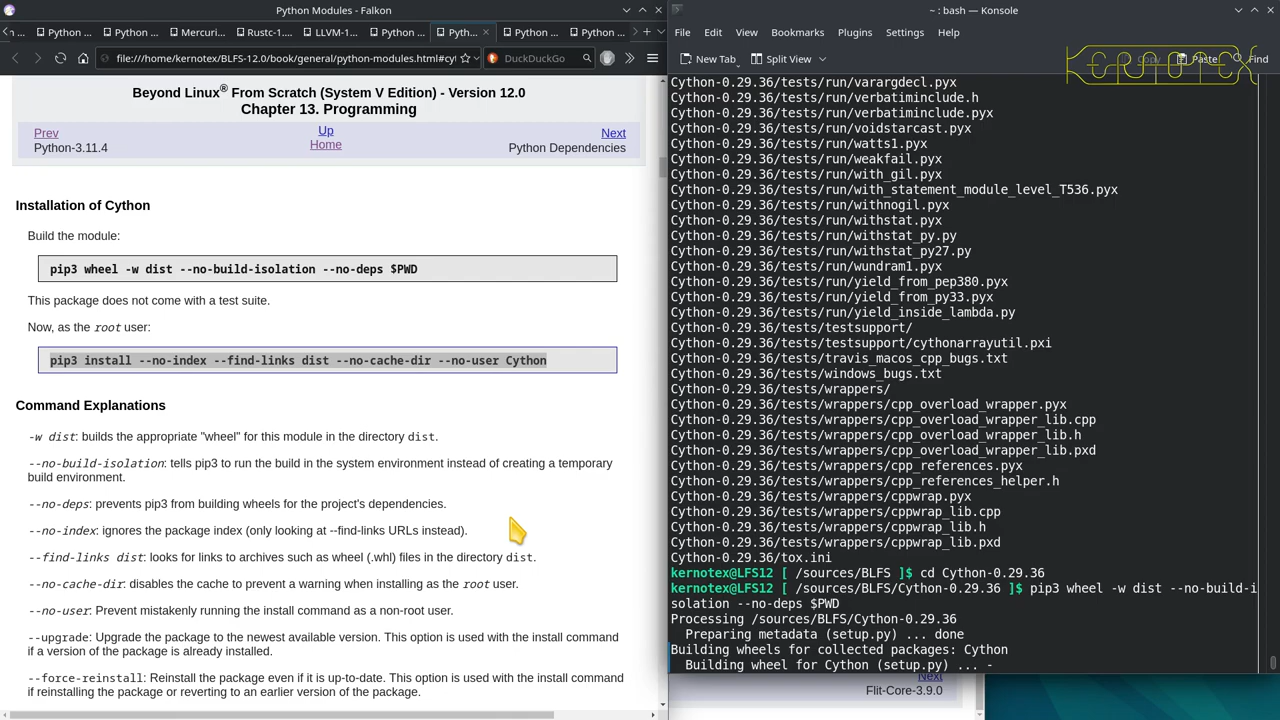 Python Modules - Falkon
Pytho...
Pytho...
Mercuri...
Rustc-1....
LLVM-1...
Python ...
Pyth...
Python ...
Python ...
file:///home/kernotex/BLFS-12.0/book/general/python-modules.html#cy
DuckDuckGo
Beyond Linux® From Scratch (System V Edition) - Version 12.0
Chapter 13. Programming
Prev
Up
Next
Python-3.11.4
Home
Python Dependencies
Installation of Cython
Build the module:
pip3 wheel -w dist --no-build-isolation --no-deps $PWD
This package does not come with a test suite.
Now, as the root user:
pip3 install --no-index --find-links dist --no-cache-dir --no-user Cython
Command Explanations
-w dist: builds the appropriate "wheel" for this module in the directory dist.
--no-build-isolation: tells pip3 to run the build in the system environment instead of creating a temporary
build environment.
--no-deps: prevents pip3 from building wheels for the project's dependencies.
--no-index: ignores the package index (only looking at --find-links URLs instead).
--find-links dist: looks for links to archives such as wheel (.whl) files in the directory dist.
--no-cache-dir: disables the cache to prevent a warning when installing as the root user.
--no-user: Prevent mistakenly running the install command as a non-root user.
--upgrade: Upgrade the package to the newest available version. This option is used with the install command
if a version of the package is already installed.
--force-reinstall: Reinstall the package even if it is up-to-date. This option is used with the install command
if reinstalling the package or reverting to an earlier version of the package.
~ : bash — Konsole
File Edit View Bookmarks Plugins Settings Help
New Tab Split View Copy Paste Find
KERNOTEX
Cython-0.29.36/tests/run/varargdecl.pyx
Cython-0.29.36/tests/run/verbatiminclude.h
Cython-0.29.36/tests/run/verbatiminclude.pyx
Cython-0.29.36/tests/run/voidstarcast.pyx
Cython-0.29.36/tests/run/watts1.pyx
Cython-0.29.36/tests/run/weakfail.pyx
Cython-0.29.36/tests/run/with_gil.pyx
Cython-0.29.36/tests/run/with_statement_module_level_T536.pyx
Cython-0.29.36/tests/run/withnogil.pyx
Cython-0.29.36/tests/run/withstat.pyx
Cython-0.29.36/tests/run/withstat_py.py
Cython-0.29.36/tests/run/withstat_py27.py
Cython-0.29.36/tests/run/wundram1.pyx
Cython-0.29.36/tests/run/yield_from_pep380.pyx
Cython-0.29.36/tests/run/yield_from_py33.pyx
Cython-0.29.36/tests/run/yield_inside_lambda.py
Cython-0.29.36/tests/testsupport/
Cython-0.29.36/tests/testsupport/cythonarrayutil.pxi
Cython-0.29.36/tests/travis_macos_cpp_bugs.txt
Cython-0.29.36/tests/windows_bugs.txt
Cython-0.29.36/tests/wrappers/
Cython-0.29.36/tests/wrappers/cpp_overload_wrapper.pyx
Cython-0.29.36/tests/wrappers/cpp_overload_wrapper_lib.cpp
Cython-0.29.36/tests/wrappers/cpp_overload_wrapper_lib.h
Cython-0.29.36/tests/wrappers/cpp_overload_wrapper_lib.pxd
Cython-0.29.36/tests/wrappers/cpp_references.pyx
Cython-0.29.36/tests/wrappers/cpp_references_helper.h
Cython-0.29.36/tests/wrappers/cppwrap.pyx
Cython-0.29.36/tests/wrappers/cppwrap_lib.cpp
Cython-0.29.36/tests/wrappers/cppwrap_lib.h
Cython-0.29.36/tests/wrappers/cppwrap_lib.pxd
Cython-0.29.36/tox.ini
kernotex@LFS12 [ /sources/BLFS ]$ cd Cython-0.29.36
kernotex@LFS12 [ /sources/BLFS/Cython-0.29.36 ]$ pip3 wheel -w dist --no-build-i
solation --no-deps $PWD
Processing /sources/BLFS/Cython-0.29.36
Preparing metadata (setup.py) ... done
Building wheels for collected packages: Cython
Building wheel for Cython (setup.py) ... -
Next
Flit-Core-3.9.0